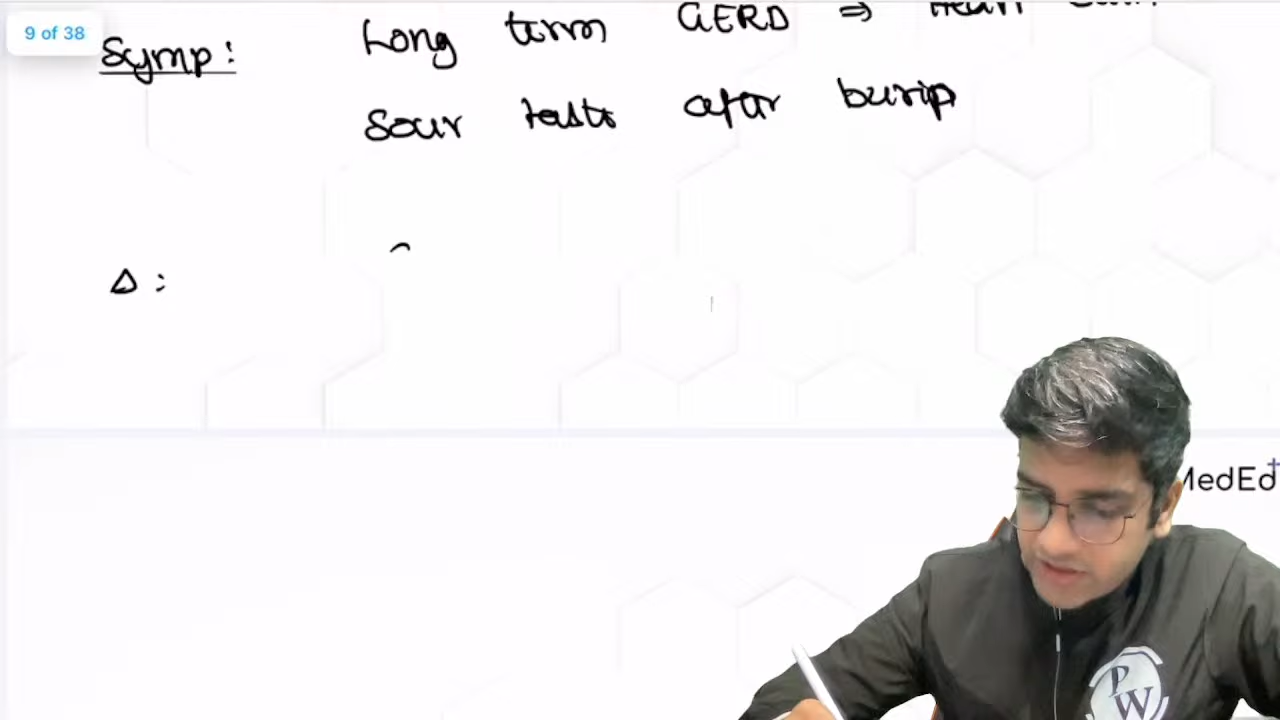 9 of 38
Symp: Long term GERD ⇒
Sour taste after burp
Δ:
MedEd
PW